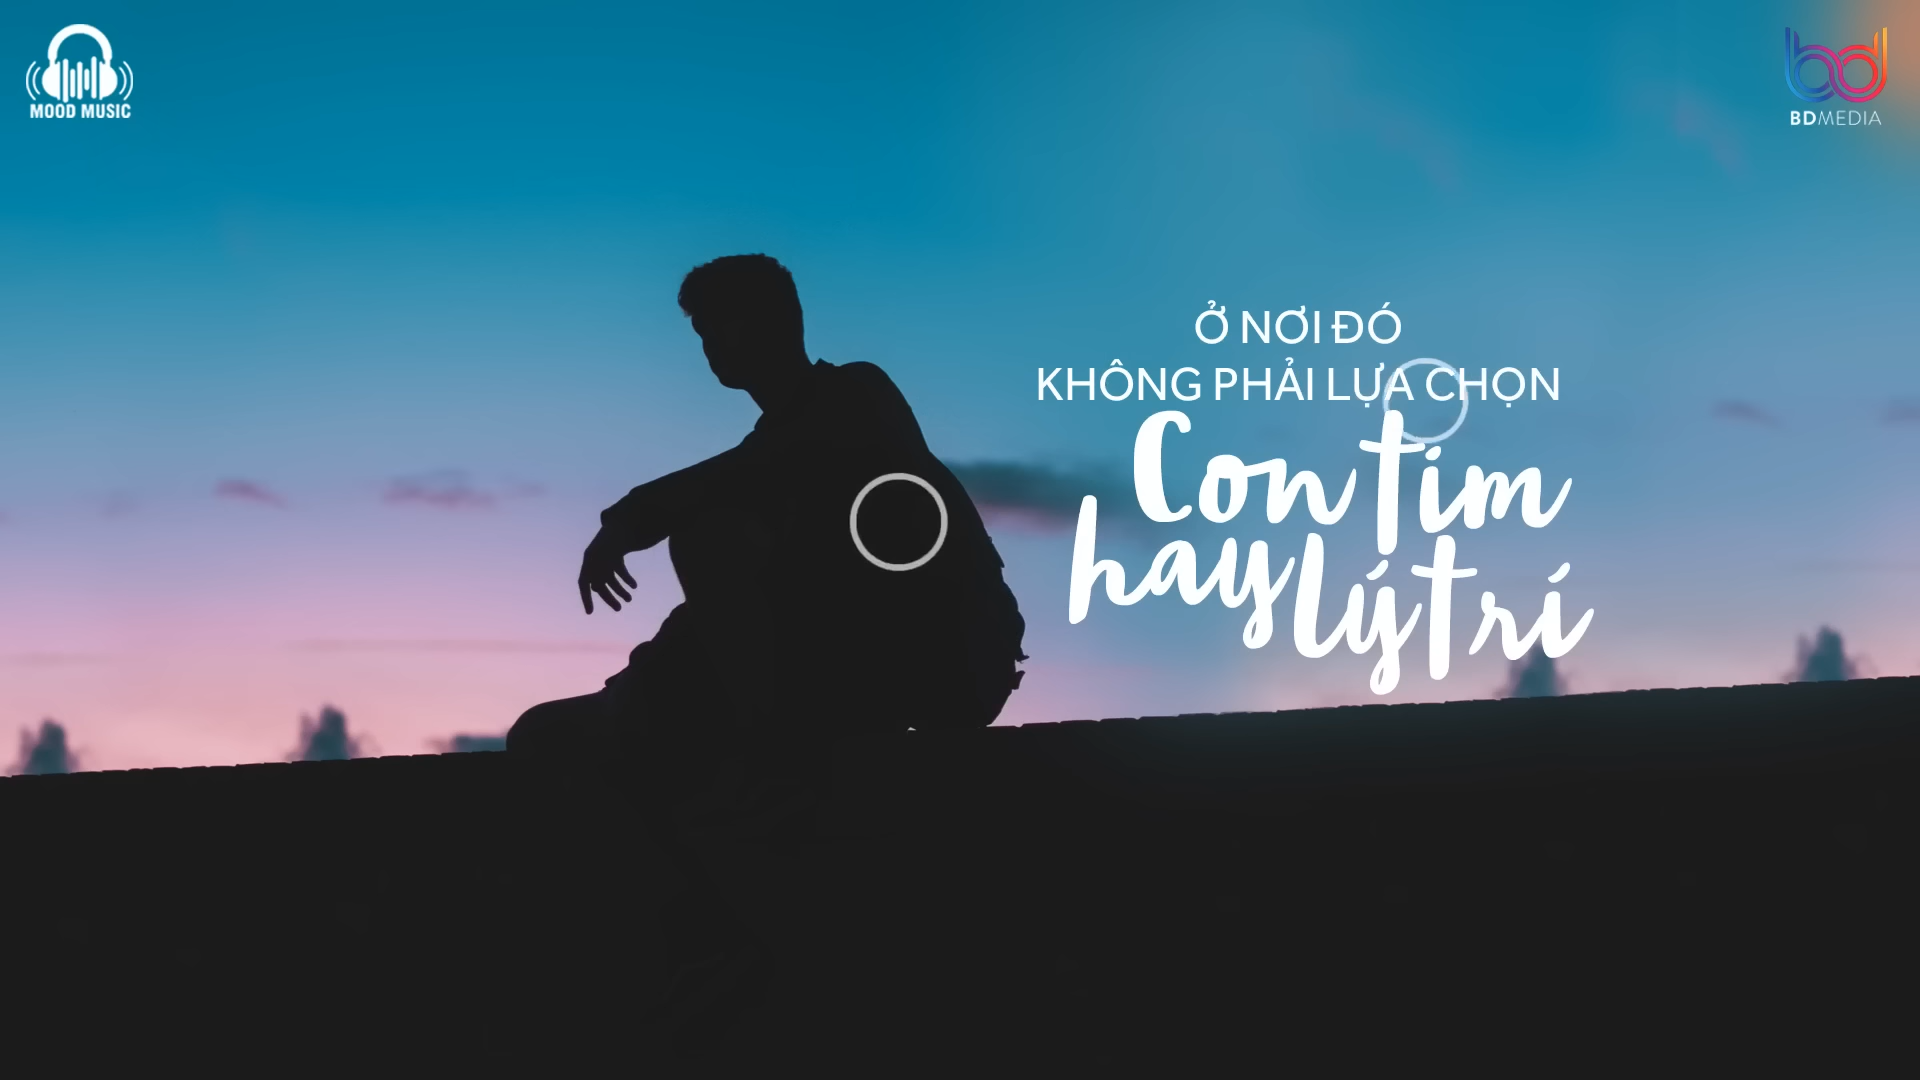 MOOD MUSIC
BDMEDIA
Ở NƠI ĐÓ
KHÔNG PHẢI LỰA CHỌN
Con tim
hay lý trí